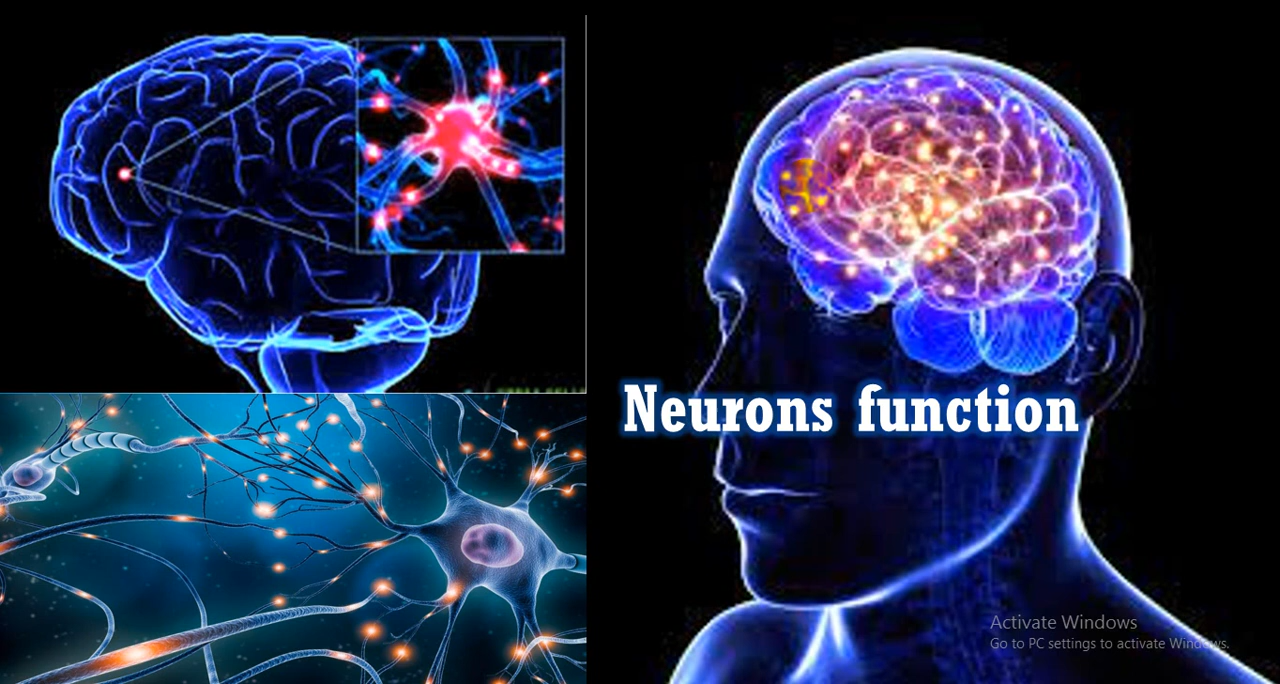 Neurons function
Activate Windows
Go to PC settings to activate Windows.